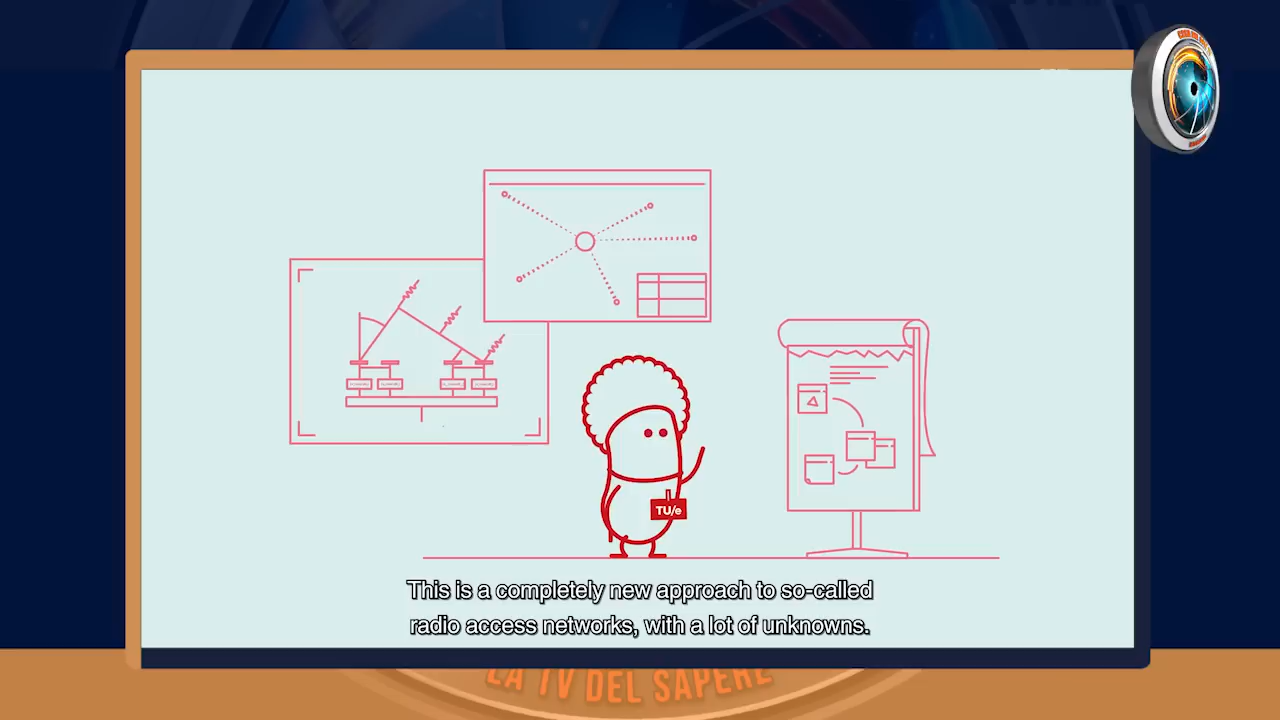 TU/e
This is a completely new approach to so-called
radio access networks, with a lot of unknowns.
LA TV DEL SAPERE